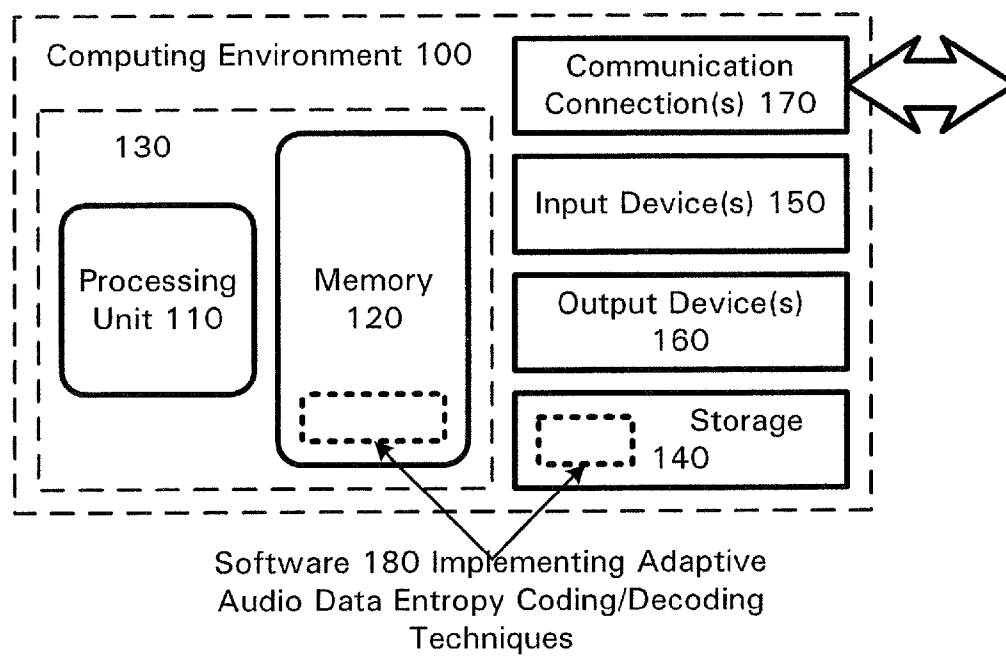 Computing Environment 100
130
Processing
Unit 110
Memory
120
Communication
Connection(s) 170
Input Device(s) 150
Output Device(s)
160
Storage
140
Software 180 Implementing Adaptive
Audio Data Entropy Coding/Decoding
Techniques